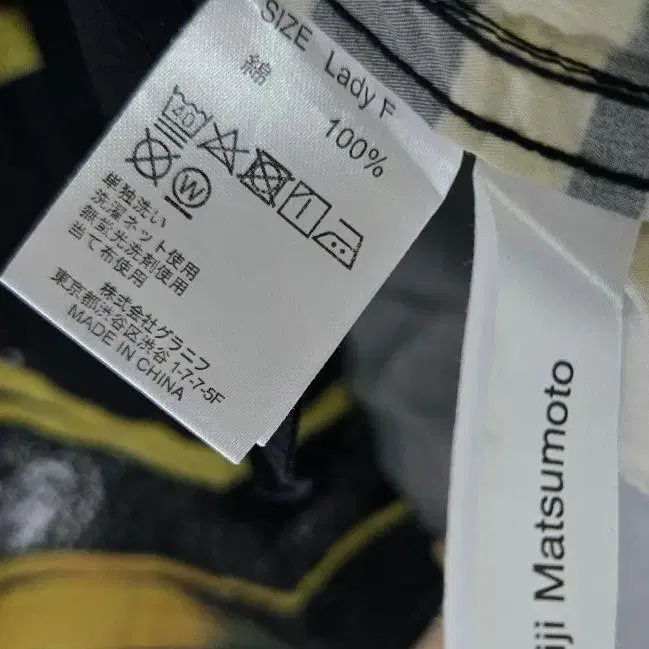 SIZE Lady F
綿 100%
40
W
単独洗い
洗濯ネット使用
無蛍光洗剤使用
当て布使用
株式会社グラニフ
東京都渋谷区渋谷 1-7-7-5F
MADE IN CHINA
iji Matsumoto